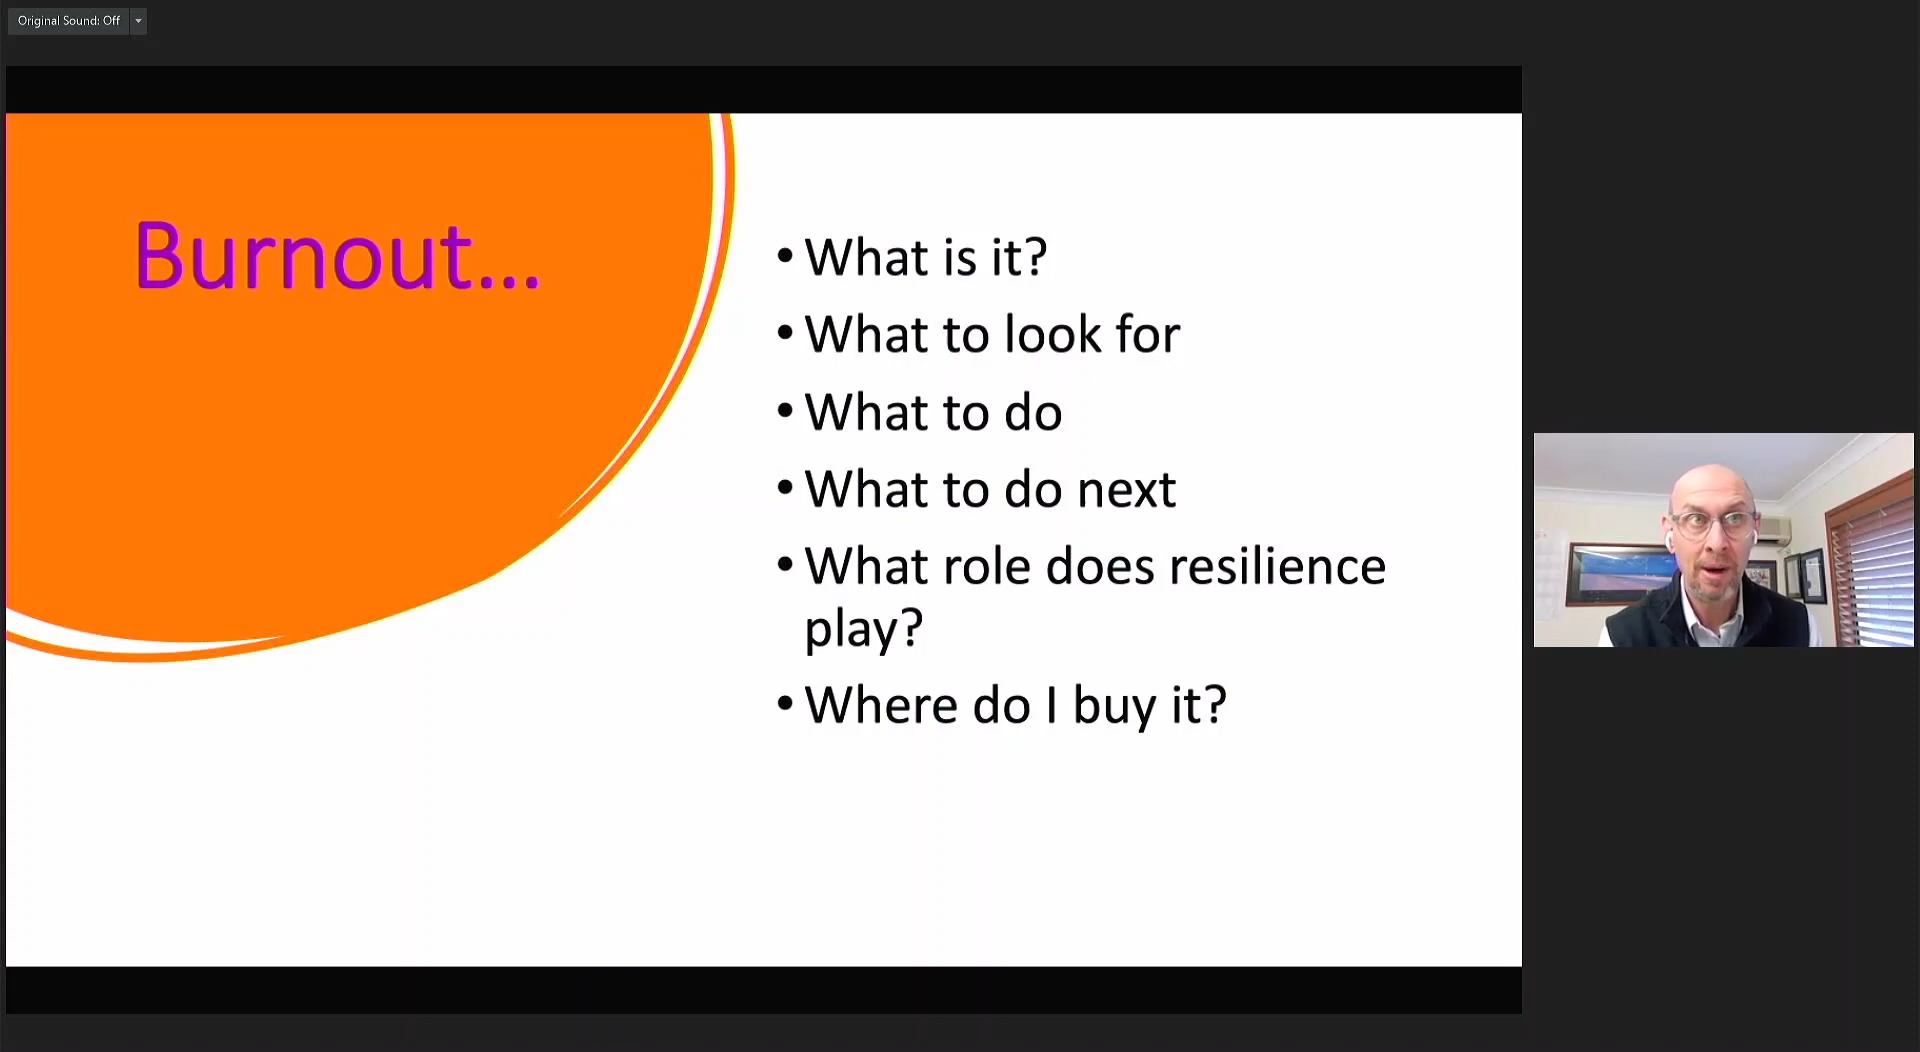 Original Sound: Off
Burnout...
• What is it?
• What to look for
• What to do
• What to do next
• What role does resilience
play?
• Where do I buy it?